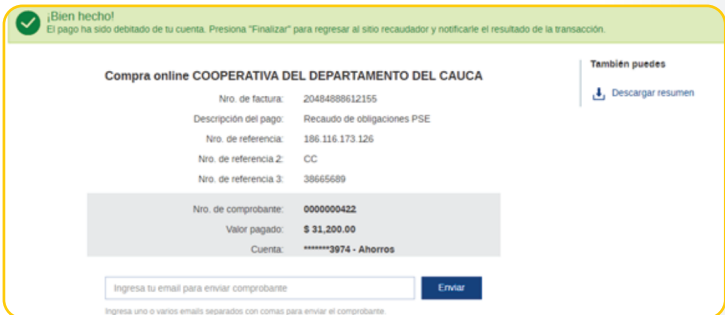 ¡Bien hecho!
El pago ha sido debitado de tu cuenta. Presiona "Finalizar" para regresar al sitio recaudador y notificarle el resultado de la transacción.
Compra online COOPERATIVA DEL DEPARTAMENTO DEL CAUCA
Nro. de factura: 20484888612155
Descripción del pago: Recaudo de obligaciones PSE
Nro. de referencia: 186.116.173.126
Nro. de referencia.2: CC
Nro. de referencia.3: 38665689
Nro. de comprobante: 0000000422
Valor pagado: $ 31,200.00
Cuenta: *******3974 - Ahorros
Ingresa tu email para enviar comprobante
Enviar
Ingresa uno o varios emails separados con comas para enviar el comprobante.
También puedes
Descargar resumen